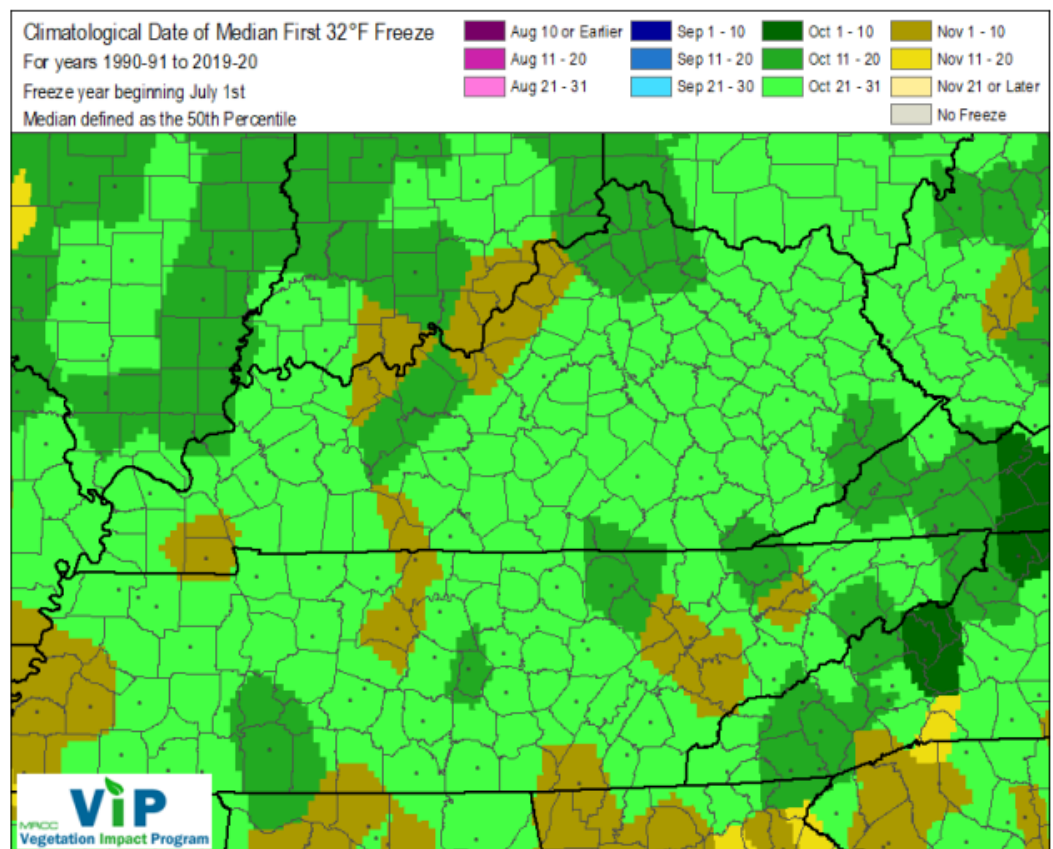 Climatological Date of Median First 32°F Freeze
For years 1990-91 to 2019-20
Freeze year beginning July 1st
Median defined as the 50th Percentile
Aug 10 or Earlier
Aug 11 - 20
Aug 21 - 31
Sep 1 - 10
Sep 11 - 20
Sep 21 - 30
Oct 1 - 10
Oct 11 - 20
Oct 21 - 31
Nov 1 - 10
Nov 11 - 20
Nov 21 or Later
No Freeze
MRCC
ViP
Vegetation Impact Program